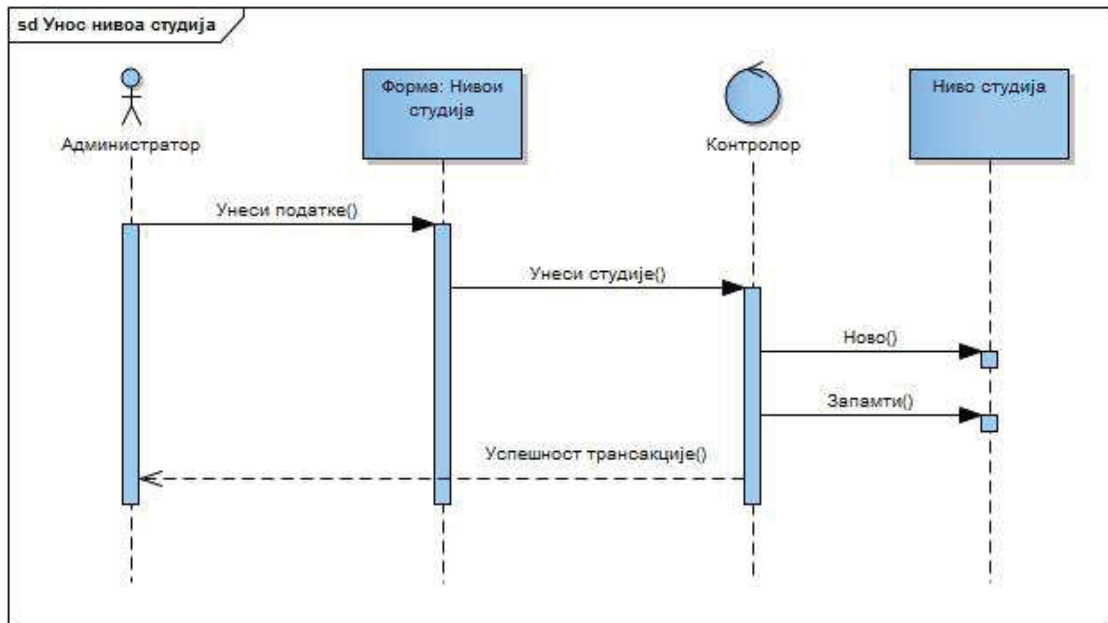 sd Унос нивоа студија
Администратор
Форма: Нивои
студија
Контролор
Ниво студија
Унеси податке()
Унеси студије()
Ново()
Запамти()
Успешност трансакције()